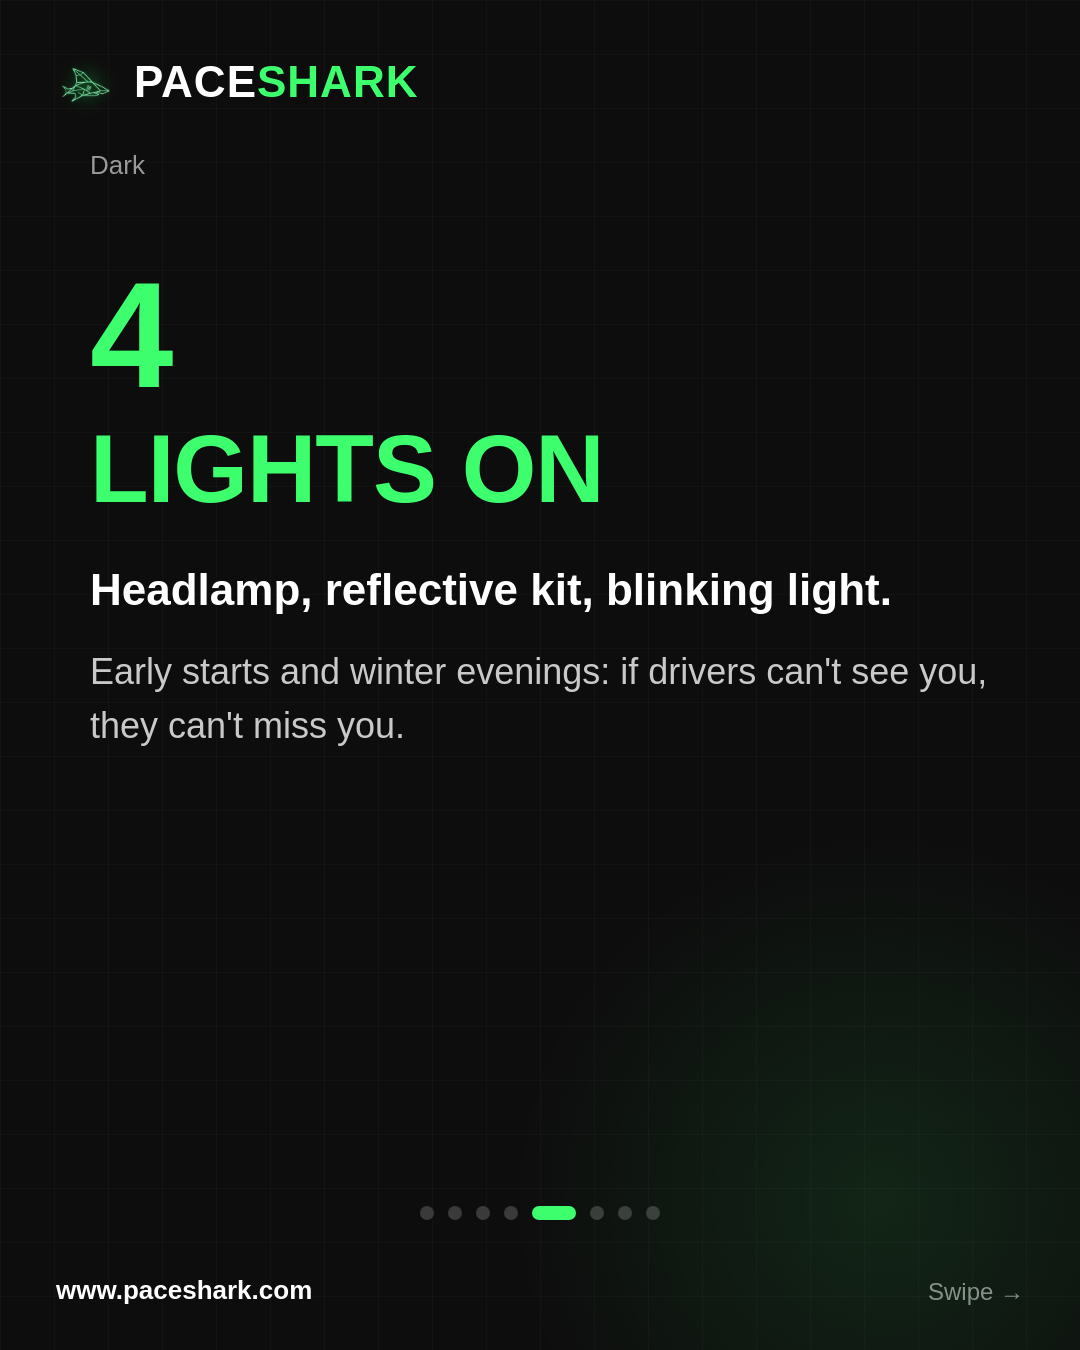 PACESHARK
Dark
4
LIGHTS ON
Headlamp, reflective kit, blinking light.
Early starts and winter evenings: if drivers can't see you,
they can't miss you.
www.paceshark.com
Swipe →